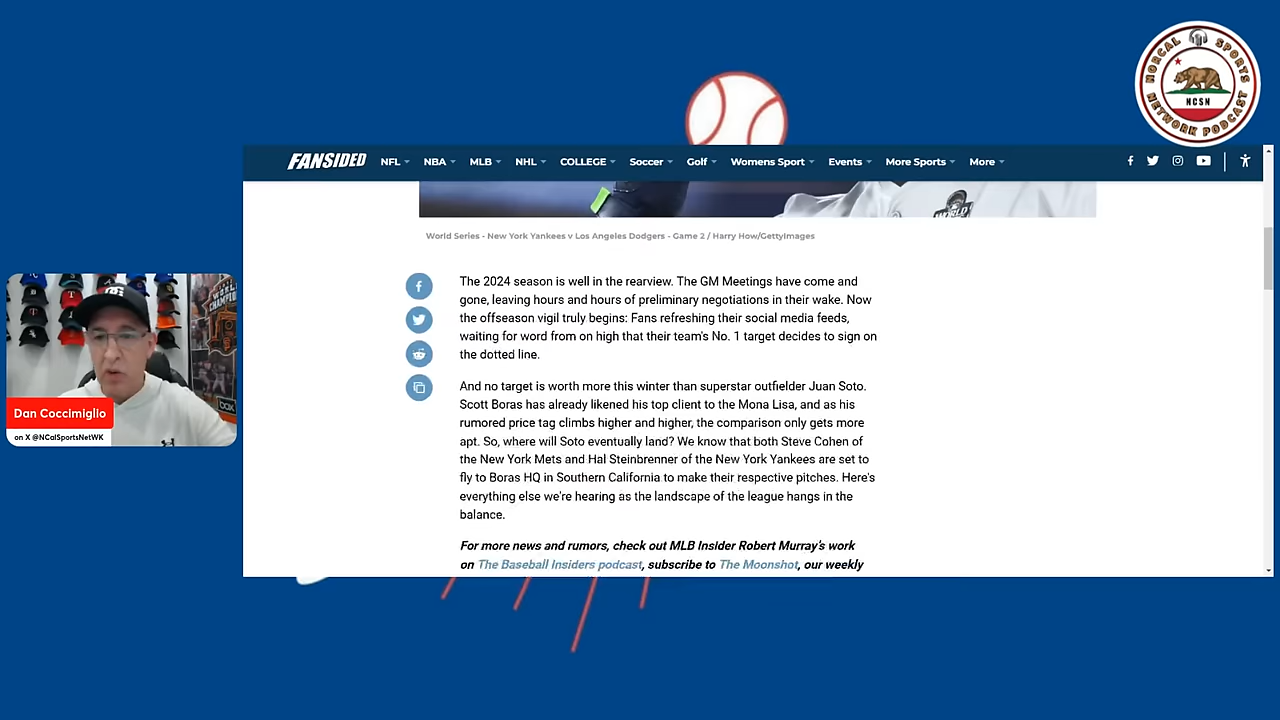 NORCAL SPORTS
NCSN
NETWORK PODCAST
FANSIDED NFL NBA MLB NHL COLLEGE Soccer Golf Womens Sport Events More Sports More
World Series - New York Yankees v Los Angeles Dodgers - Game 2 / Harry How/GettyImages
The 2024 season is well in the rearview. The GM Meetings have come and
gone, leaving hours and hours of preliminary negotiations in their wake. Now
the offseason vigil truly begins: Fans refreshing their social media feeds,
waiting for word from on high that their team's No. 1 target decides to sign on
the dotted line.
And no target is worth more this winter than superstar outfielder Juan Soto.
Scott Boras has already likened his top client to the Mona Lisa, and as his
rumored price tag climbs higher and higher, the comparison only gets more
apt. So, where will Soto eventually land? We know that both Steve Cohen of
the New York Mets and Hal Steinbrenner of the New York Yankees are set to
fly to Boras HQ in Southern California to make their respective pitches. Here's
everything else we're hearing as the landscape of the league hangs in the
balance.
For more news and rumors, check out MLB Insider Robert Murray's work
on The Baseball Insiders podcast, subscribe to The Moonshot, our weekly
Dan Coccimiglio
on X @NCalSportsNetWK